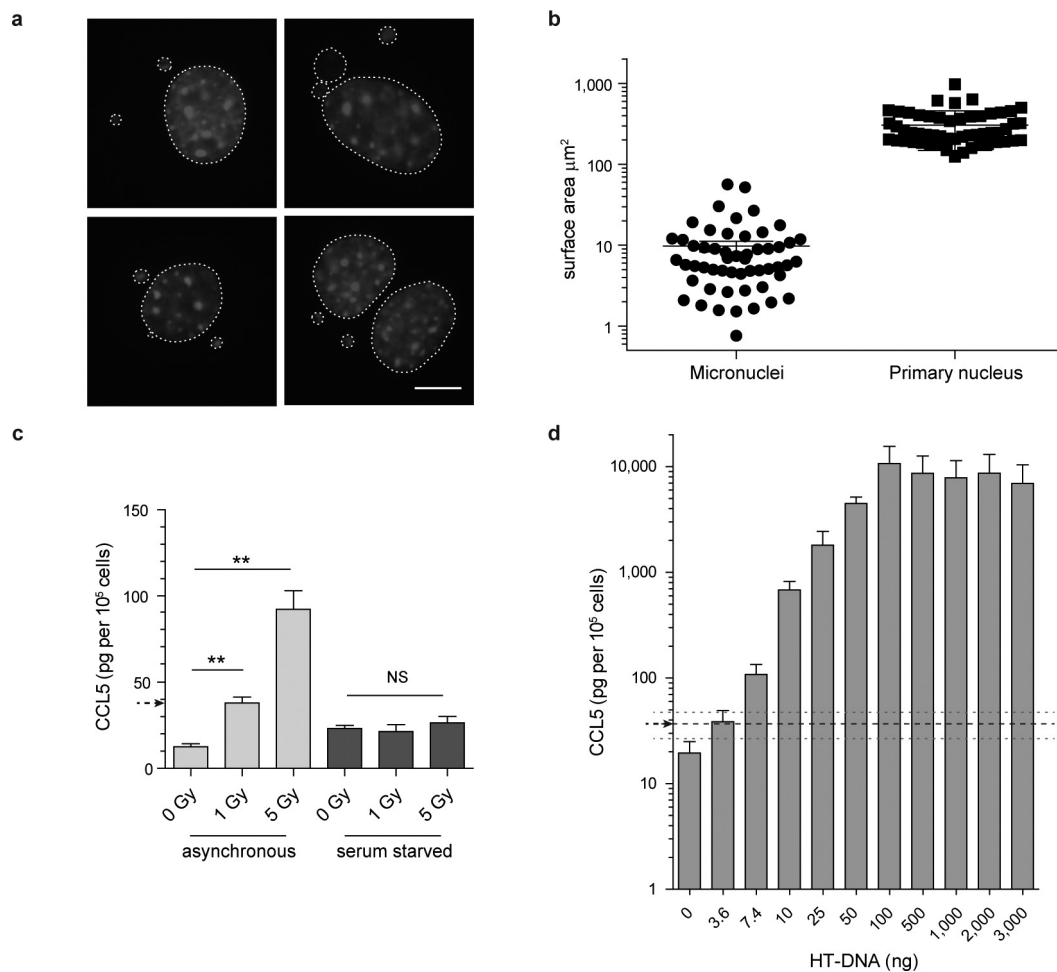 a
b
1,000
100
10
1
surface area μm²
Micronuclei
Primary nucleus
c
150
100
50
0
CCL5 (pg per 10⁵ cells)
**
**
NS
0 Gy
1 Gy
5 Gy
0 Gy
1 Gy
5 Gy
asynchronous
serum starved
d
10,000
1,000
100
10
1
CCL5 (pg per 10⁵ cells)
0
3.6
7.4
10
25
50
100
500
1,000
2,000
3,000
HT-DNA (ng)